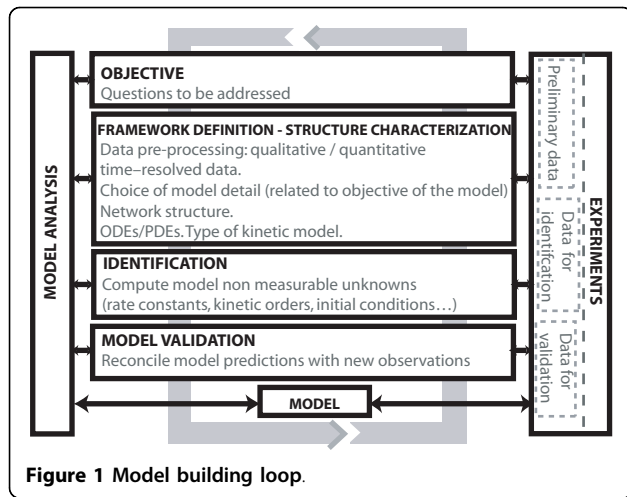 MODEL ANALYSIS
OBJECTIVE
Questions to be addressed
FRAMEWORK DEFINITION - STRUCTURE CHARACTERIZATION
Data pre-processing: qualitative / quantitative
time–resolved data.
Choice of model detail (related to objective of the model)
Network structure.
ODEs/PDEs.Type of kinetic model.
IDENTIFICATION
Compute model non measurable unknowns
(rate constants, kinetic orders, initial conditions…)
MODEL VALIDATION
Reconcile model predictions with new observations
MODEL
Preliminary data
Data for
identifcation
Data for
validation
EXPERIMENTS
Figure 1 Model building loop.